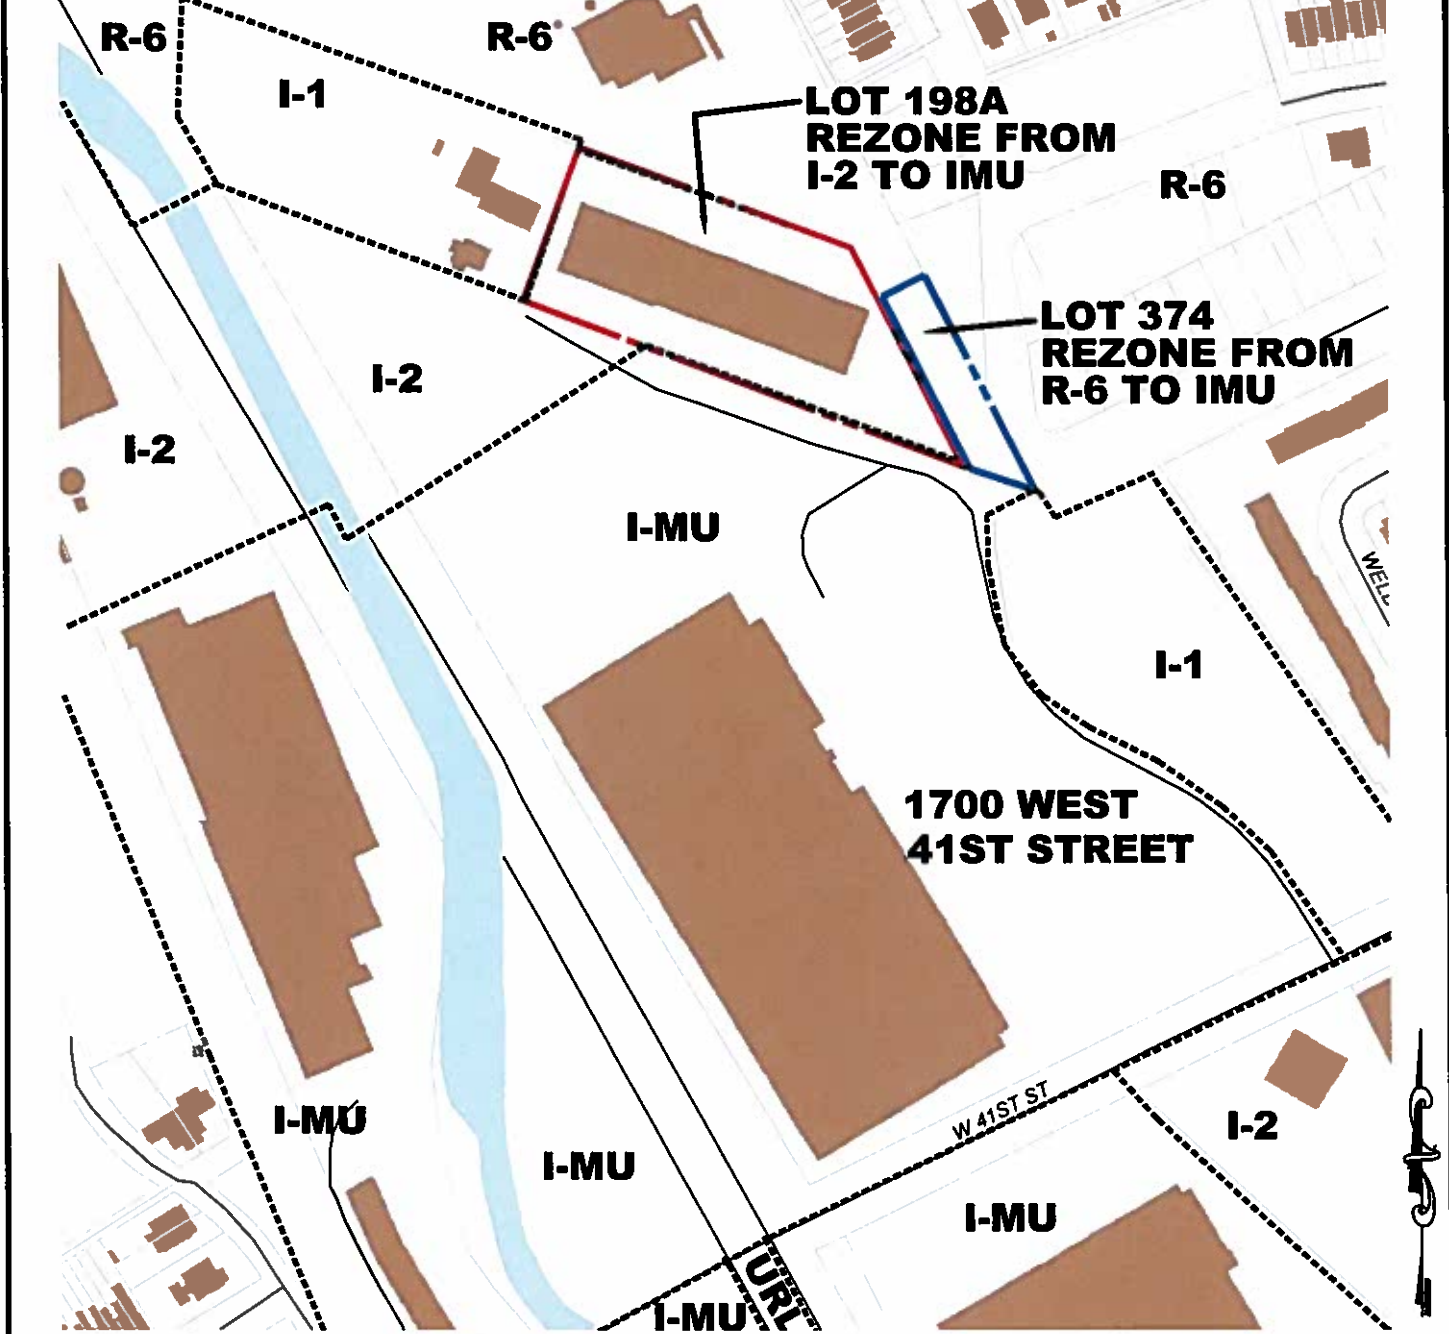 R-6
R-6
I-1
LOT 198A
REZONE FROM
I-2 TO IMU
R-6
LOT 374
REZONE FROM
R-6 TO IMU
I-2
I-2
I-MU
WELL
I-1
1700 WEST
41ST STREET
W 41ST ST
I-MU
I-2
I-MU
I-MU
I-MU